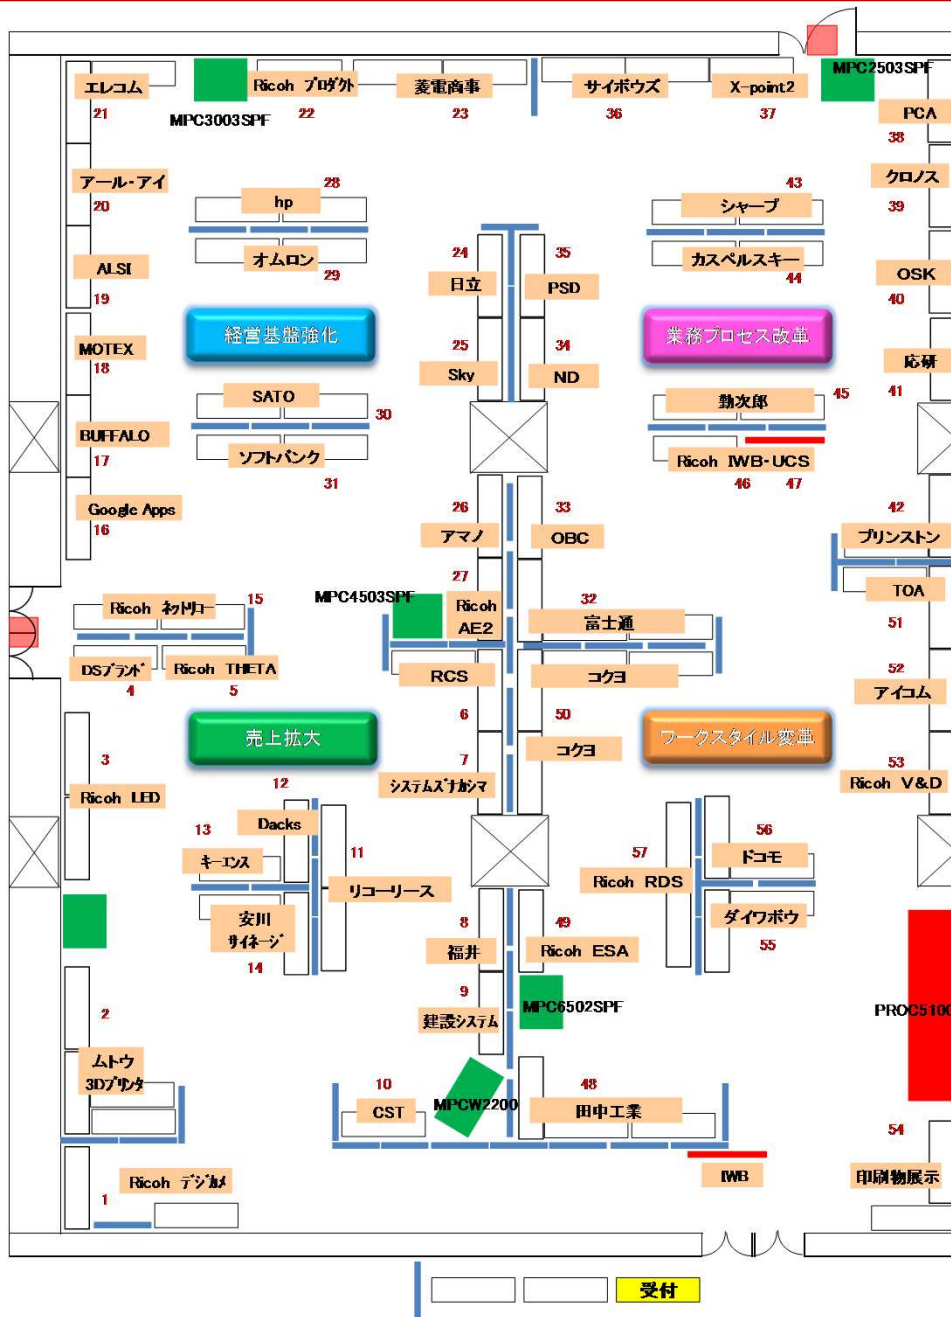 MPC2503SPF
エレコム
Ricoh プロダクト
菱電商事
サイボウズ
X-point2
PCA
21
MPC3003SPF
22
23
36
37
38
アール・アイ
20
28
hp
オムロン
29
43
シャープ
カスペルスキー
44
クロノス
39
ALSI
19
24
日立
35
PSD
OSK
40
経営基盤強化
業務プロセス改革
MOTEX
18
25
Sky
34
ND
応研
41
SATO
30
ソフトバンク
31
勤次郎
45
Ricoh IWB・UCS
46
47
BUFFALO
17
Google Apps
16
26
アマノ
33
OBC
42
プリンストン
TOA
51
27
Ricoh
AE2
MPC4503SPF
32
富士通
コクヨ
RCS
6
15
Ricoh ネットリコー
DSブランド
4
Ricoh THETA
5
52
アイコム
売上拡大
ワークスタイル変革
50
コクヨ
7
システムズナカシマ
3
Ricoh LED
53
Ricoh V&D
12
Dacks
13
キーエンス
安川
サイネージ
14
11
リコーリース
57
Ricoh RDS
56
ドコモ
ダイワボウ
55
8
福井
49
Ricoh ESA
9
建設システム
MPC6502SPF
PROC5100
2
ムトウ
3Dプリンタ
10
CST
MPCW2200
48
田中工業
54
1
Ricoh デジカメ
IWB
印刷物展示
受付